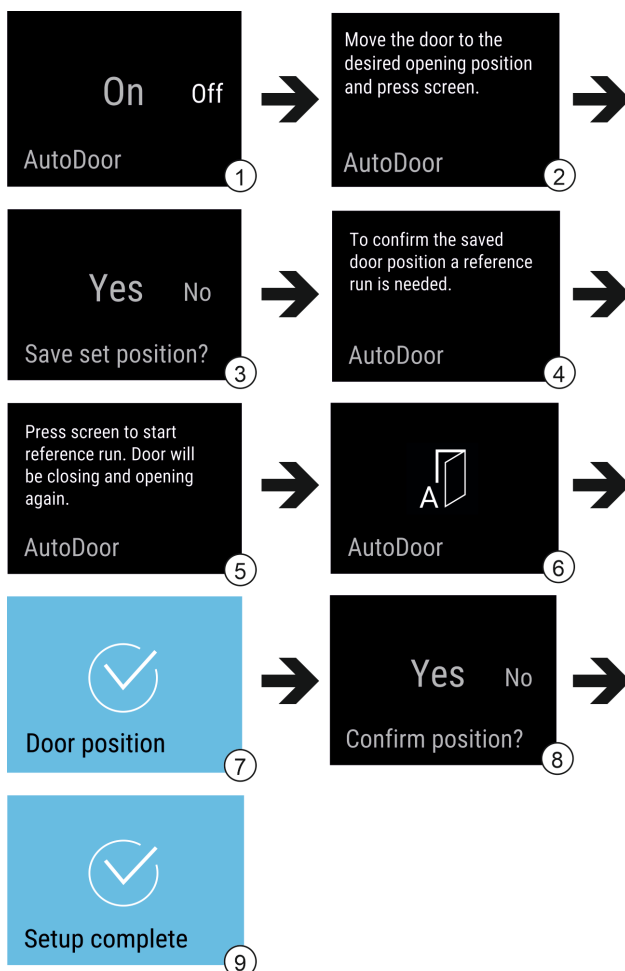 On Off
AutoDoor
1
Move the door to the
desired opening position
and press screen.
AutoDoor
2
Yes No
Save set position?
3
To confirm the saved
door position a reference
run is needed.
AutoDoor
4
Press screen to start
reference run. Door will
be closing and opening
again.
AutoDoor
5
A
AutoDoor
6
Door position
7
Yes No
Confirm position?
8
Setup complete
9